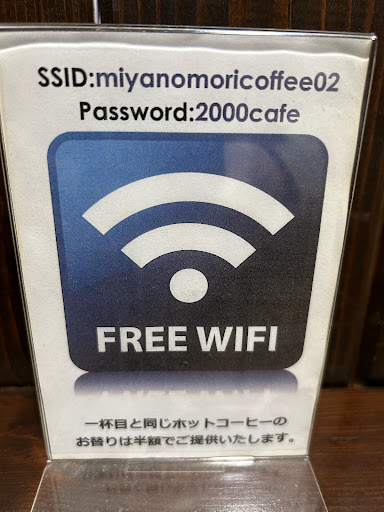 SSID:miyanomoricoffee02
Password:2000cafe
FREE WIFI
一杯目と同じホットコーヒーの
お替りは半額でご提供いたします。